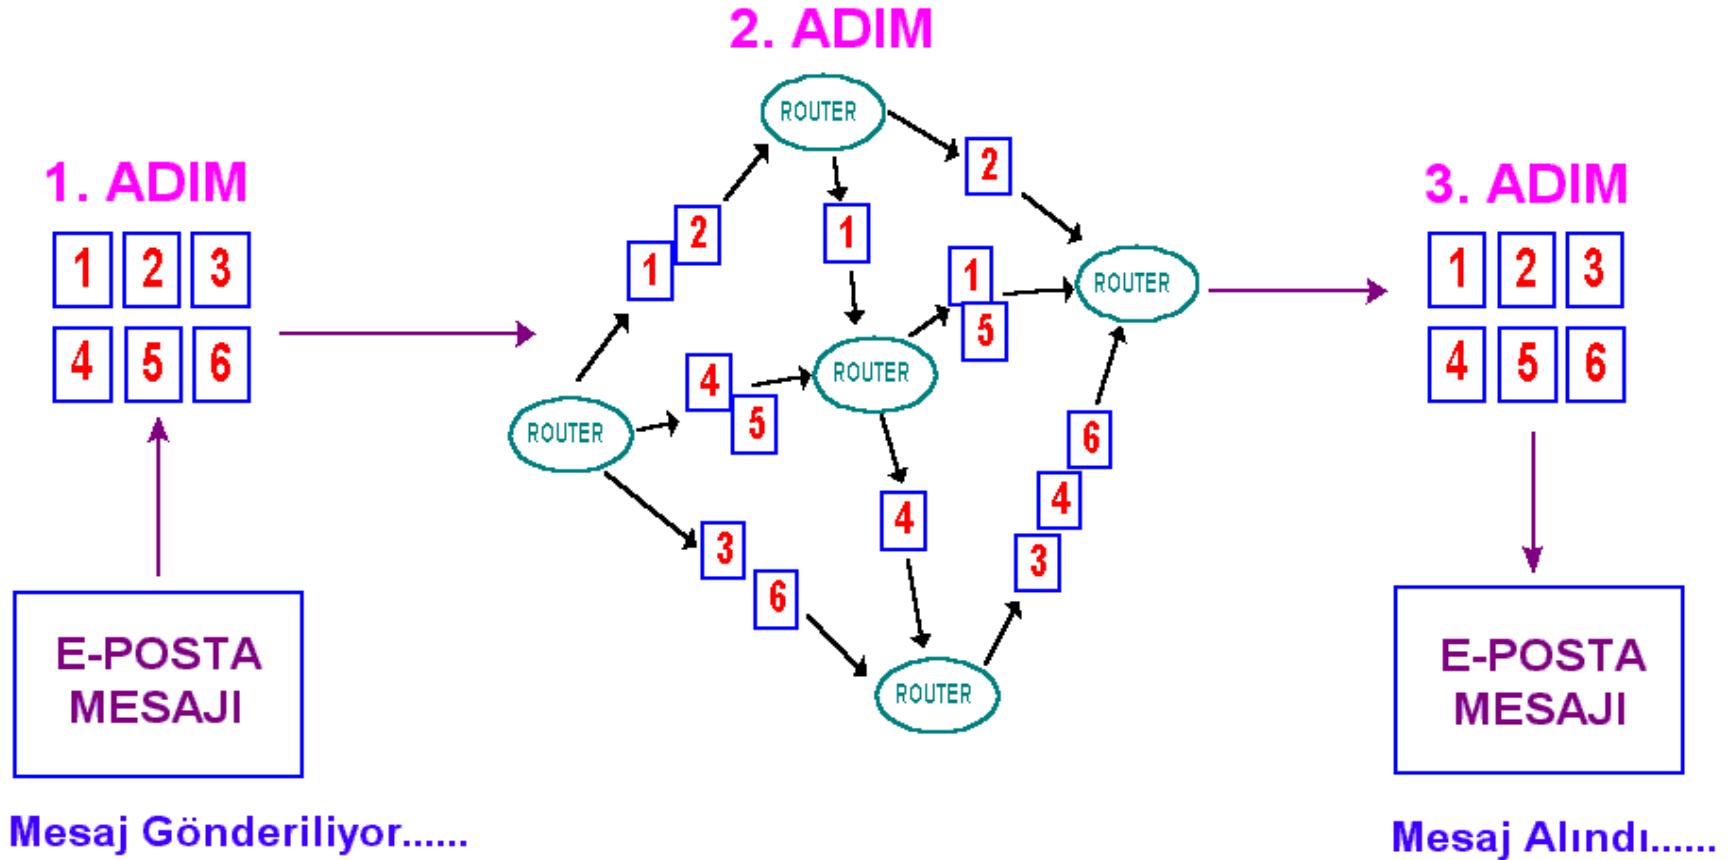 2. ADIM
1. ADIM
3. ADIM
1 2 3
4 5 6
E-POSTA
MESAJI
Mesaj Gönderiliyor......
ROUTER
2
2
1
1
1
5
ROUTER
4
5
ROUTER
ROUTER
3
6
4
6
4
3
ROUTER
1 2 3
4 5 6
E-POSTA
MESAJI
Mesaj Alındı......